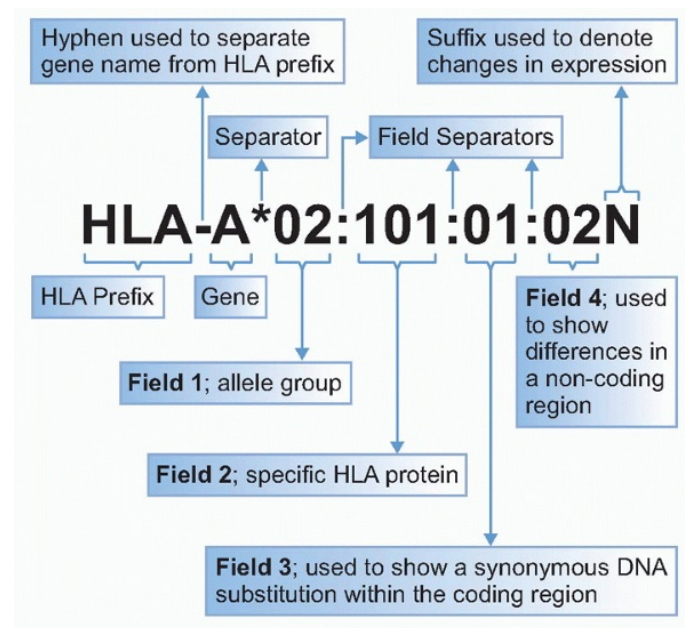 Hyphen used to separate
gene name from HLA prefix
Suffix used to denote
changes in expression
Separator
Field Separators
HLA-A*02:101:01:02N
HLA Prefix
Gene
Field 4; used
to show
differences in
a non-coding
region
Field 1; allele group
Field 2; specific HLA protein
Field 3; used to show a synonymous DNA
substitution within the coding region